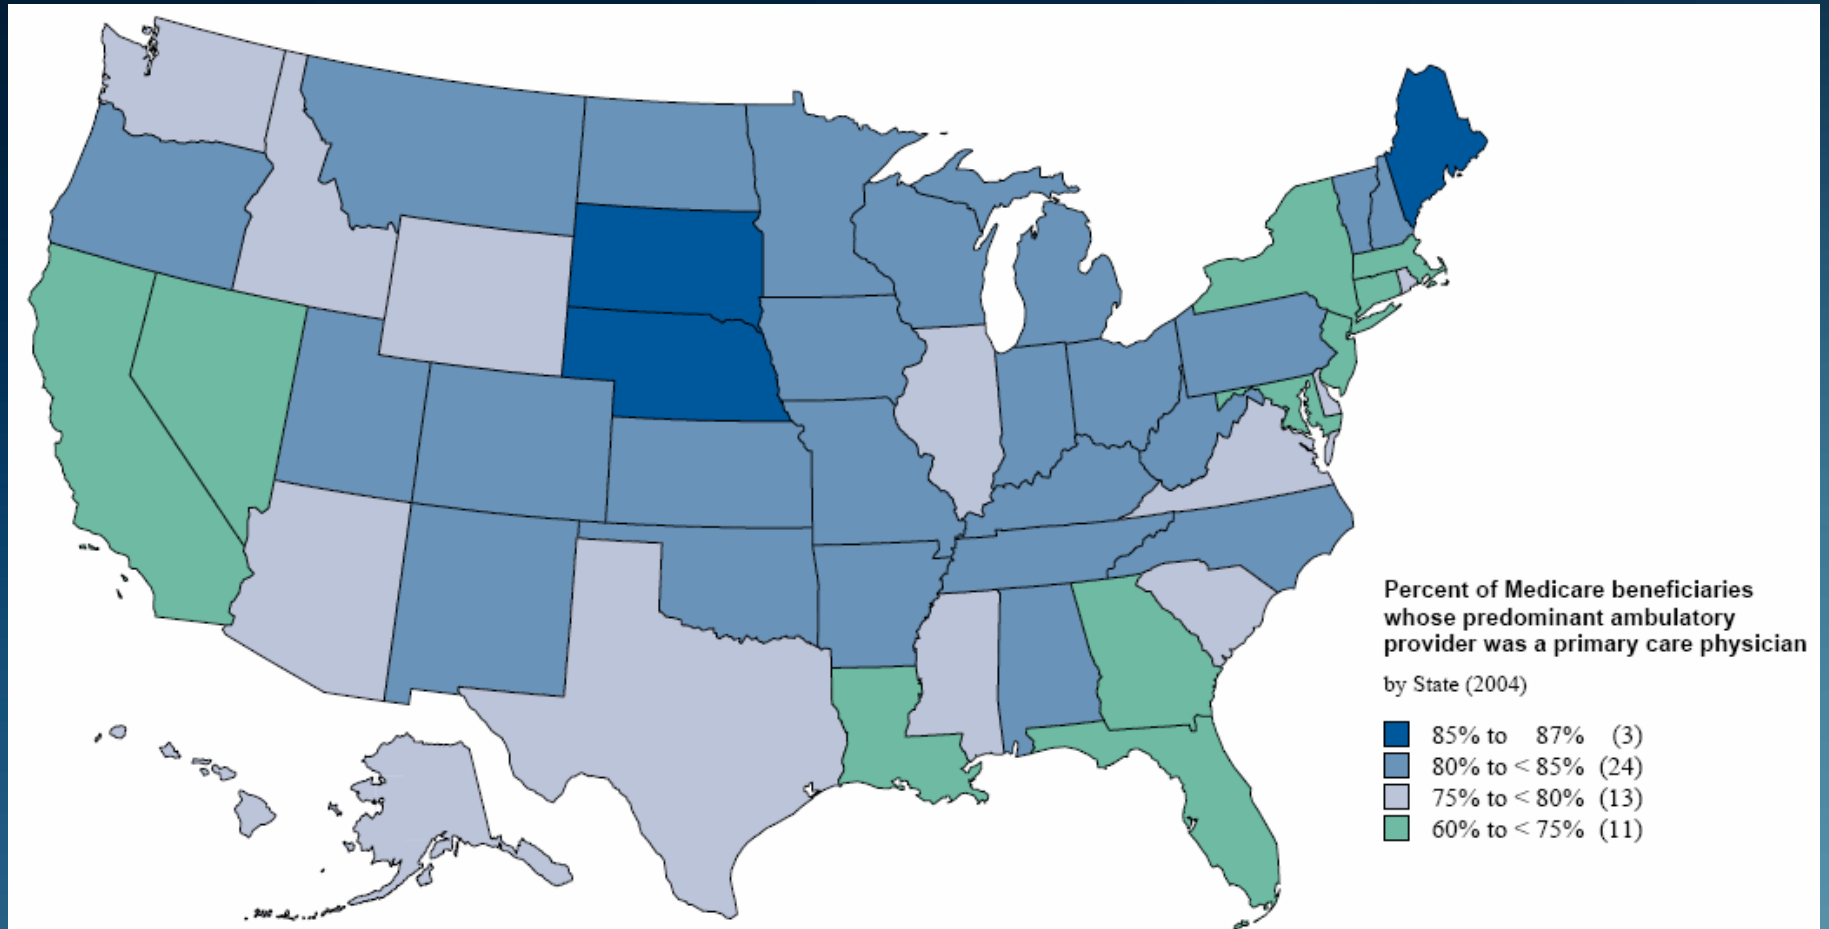 Percent of Medicare beneficiaries
whose predominant ambulatory
provider was a primary care physician
by State (2004)
85% to 87% (3)
80% to < 85% (24)
75% to < 80% (13)
60% to < 75% (11)